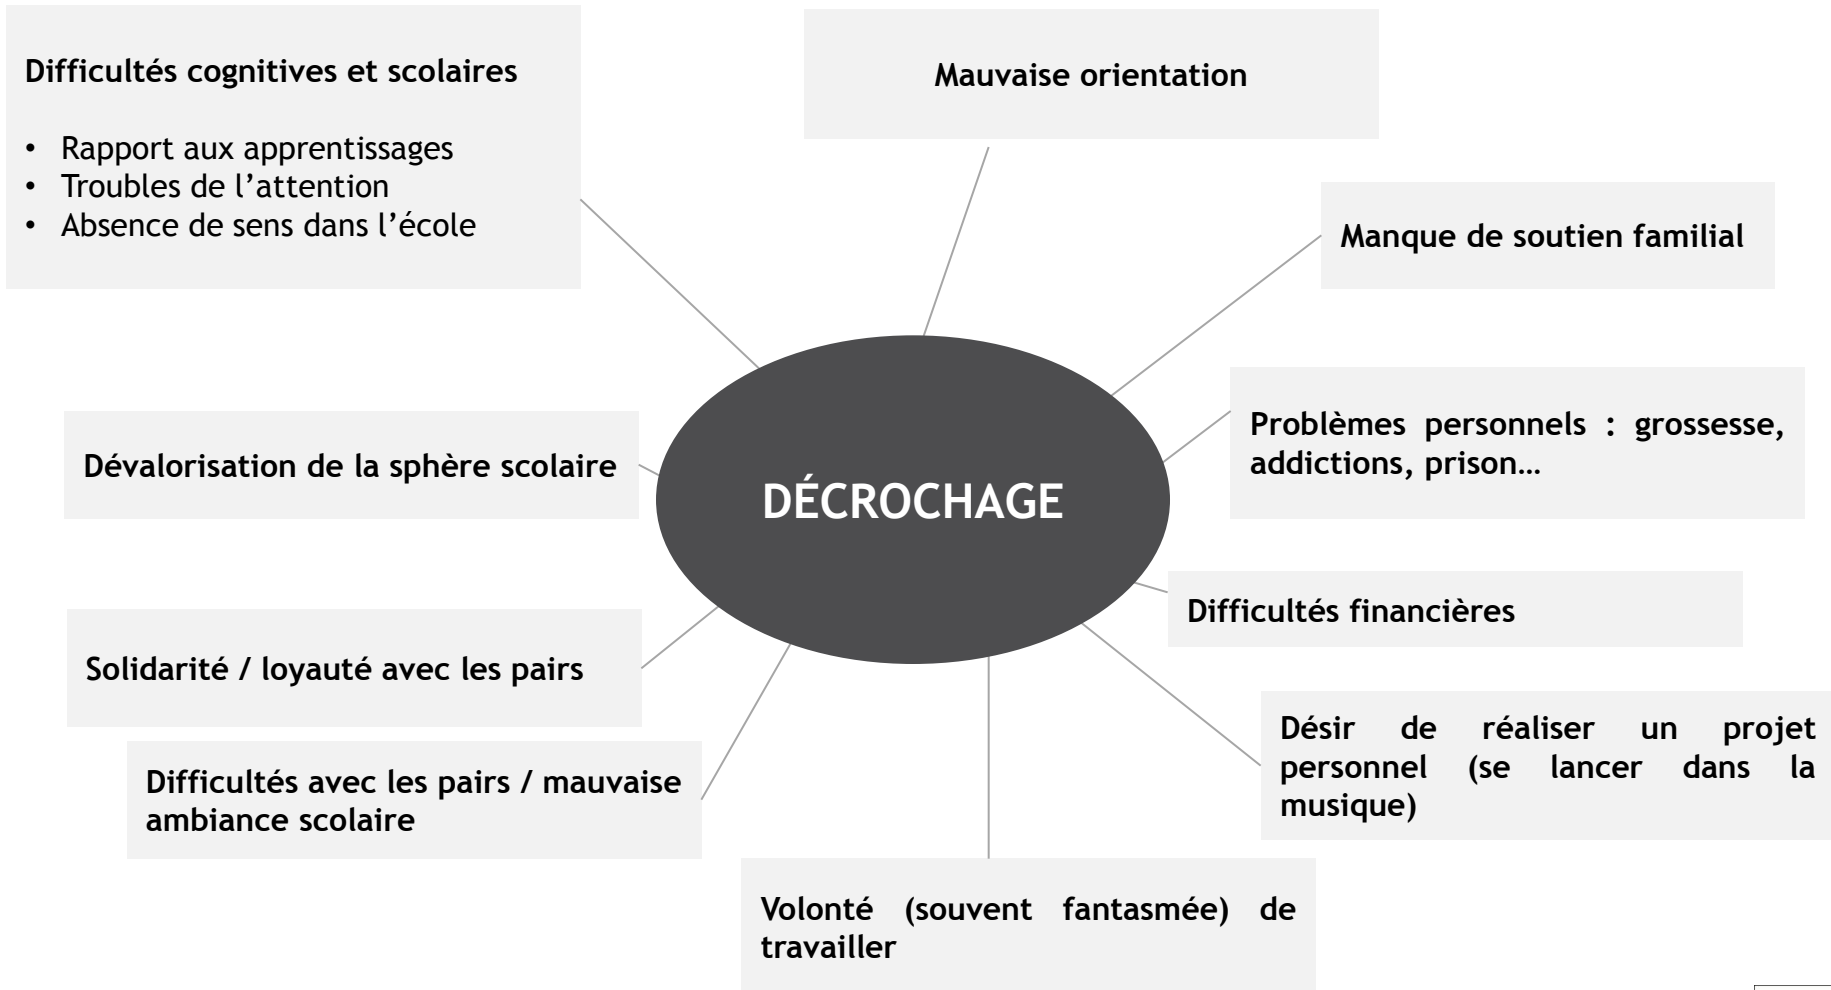 Difficultés cognitives et scolaires
• Rapport aux apprentissages
• Troubles de l’attention
• Absence de sens dans l’école
Mauvaise orientation
Manque de soutien familial
Problèmes personnels : grossesse,
addictions, prison…
Dévalorisation de la sphère scolaire
DÉCROCHAGE
Difficultés financières
Solidarité / loyauté avec les pairs
Désir de réaliser un projet
personnel (se lancer dans la
musique)
Difficultés avec les pairs / mauvaise
ambiance scolaire
Volonté (souvent fantasmée) de
travailler